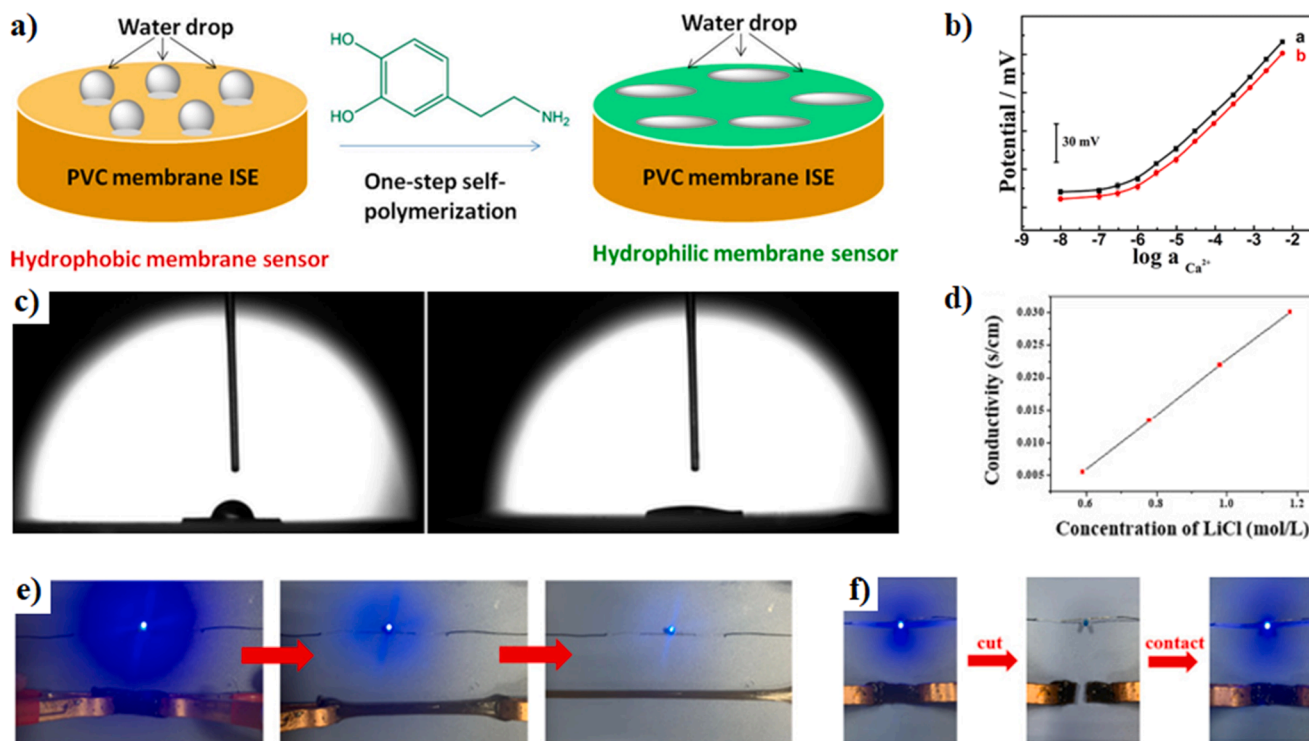 a)
Water drop
HO
HO
NH2
Water drop
PVC membrane ISE
One-step self-
polymerization
PVC membrane ISE
Hydrophobic membrane sensor
Hydrophilic membrane sensor
b)
Potential / mV
a
b
30 mV
-9 -8 -7 -6 -5 -4 -3 -2
log a Ca²⁺
c)
d)
Conductivity (s/cm)
0.030
0.025
0.020
0.015
0.010
0.005
0.6 0.8 1.0 1.2
Concentration of LiCl (mol/L)
e)
f)
cut
contact